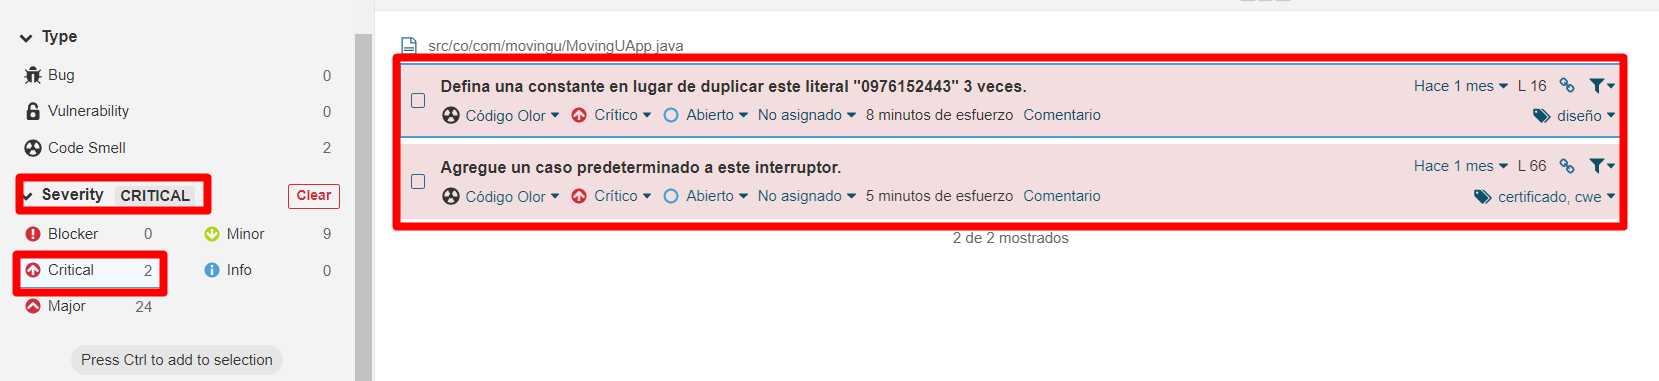 Type
Bug 0
Vulnerability 0
Code Smell 2
Severity CRITICAL Clear
Blocker 0 Minor 9
Critical 2 Info 0
Major 24
Press Ctrl to add to selection
src/co/com/movingu/MovingUApp.java
Defina una constante en lugar de duplicar este literal "0976152443" 3 veces. Hace 1 mes L 16
Código Olor Crítico Abierto No asignado 8 minutos de esfuerzo Comentario diseño
Agregue un caso predeterminado a este interruptor. Hace 1 mes L 66
Código Olor Crítico Abierto No asignado 5 minutos de esfuerzo Comentario certificado, cwe
2 de 2 mostrados